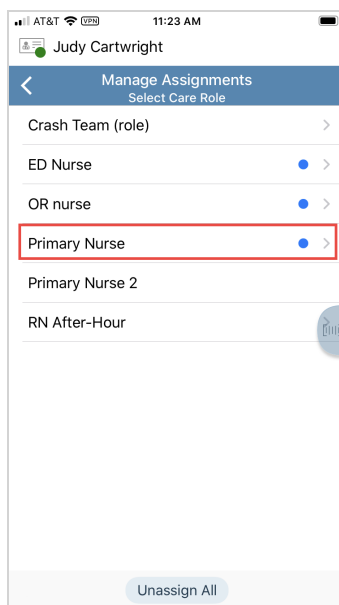 AT&T VPN 11:23 AM
Judy Cartwright
Manage Assignments
Select Care Role
Crash Team (role)
ED Nurse
OR nurse
Primary Nurse
Primary Nurse 2
RN After-Hour
Unassign All